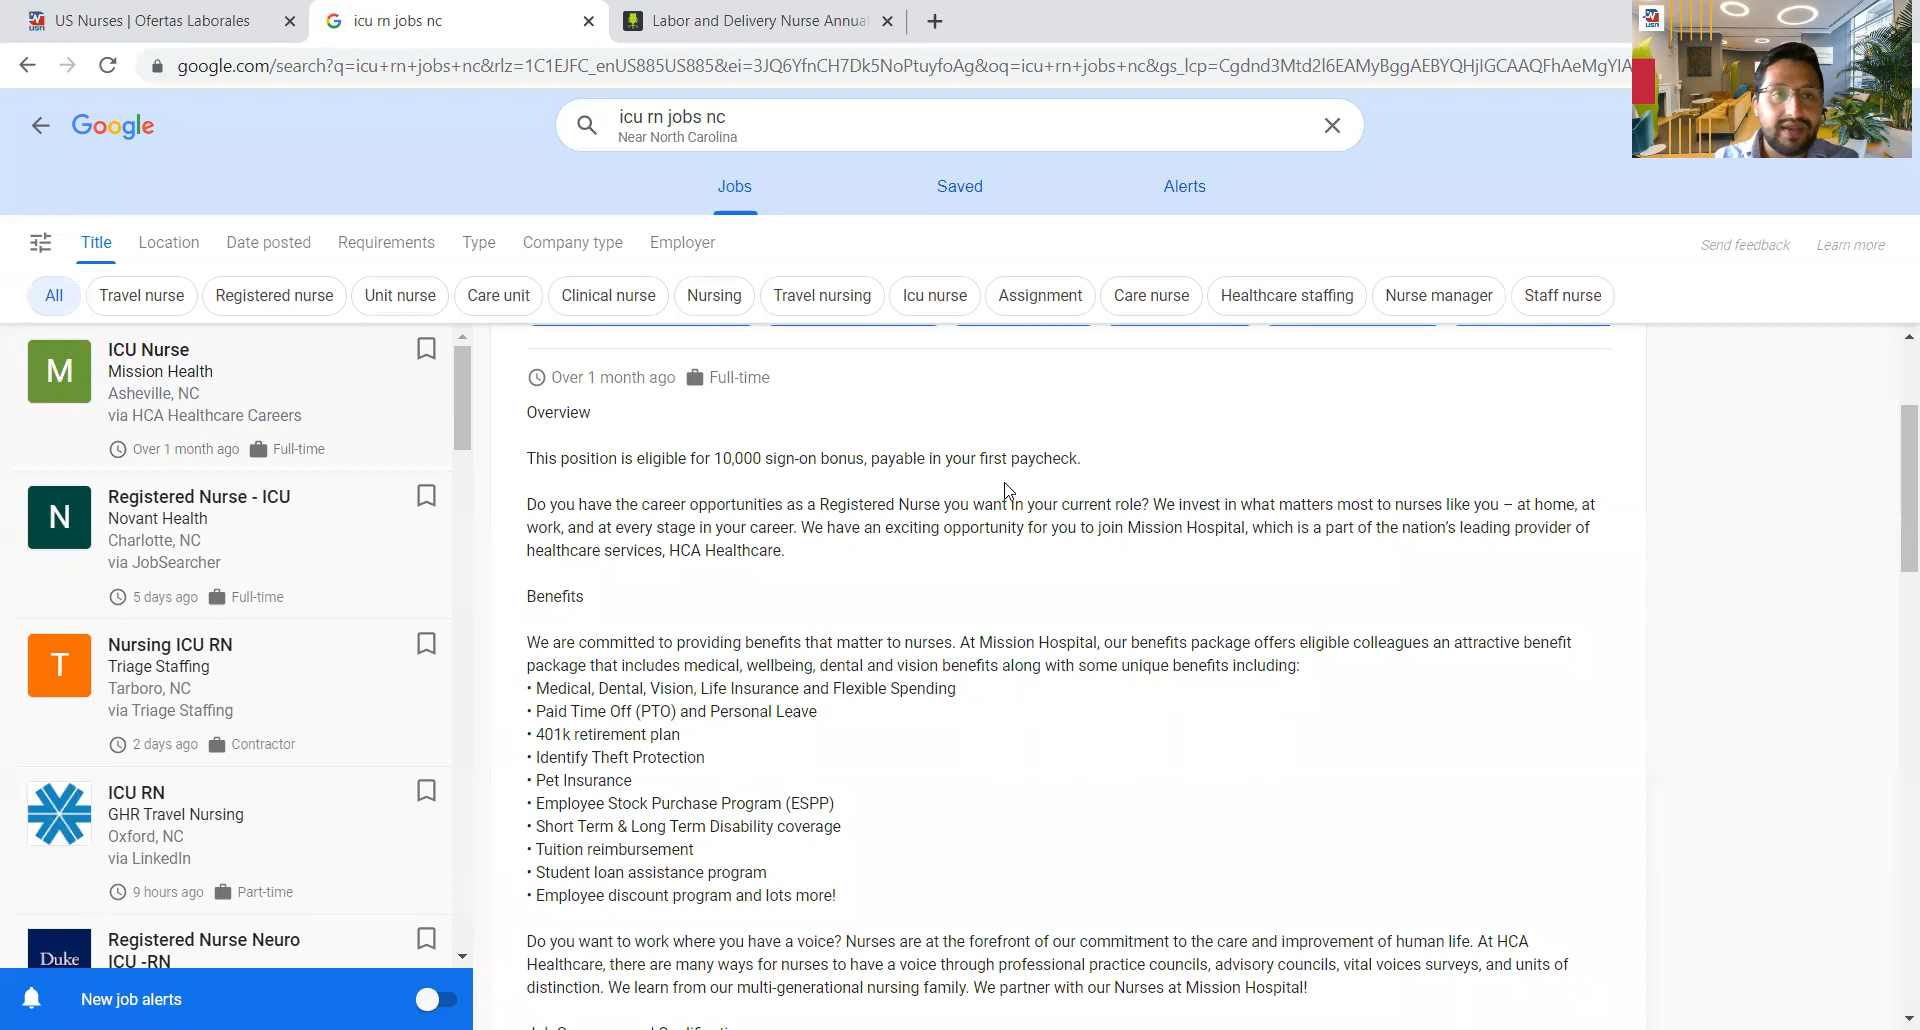 US Nurses | Ofertas Laborales
icu rn jobs nc
Labor and Delivery Nurse Annua
google.com/search?q=icu+rn+jobs+nc&rlz=1C1EJFC_enUS885US885&ei=3JQ6YfnCH7Dk5NoPtuyfoAg&oq=icu+rn+jobs+nc&gs_lcp=Cgdnd3Mtd2l6EAMyBggAEBYQHjIGCAAQFhAeMgYIA
Google
icu rn jobs nc
Near North Carolina
Jobs
Saved
Alerts
Title
Location
Date posted
Requirements
Type
Company type
Employer
Send feedback
Learn more
All
Travel nurse
Registered nurse
Unit nurse
Care unit
Clinical nurse
Nursing
Travel nursing
Icu nurse
Assignment
Care nurse
Healthcare staffing
Nurse manager
Staff nurse
M
ICU Nurse
Mission Health
Asheville, NC
via HCA Healthcare Careers
Over 1 month ago
Full-time
N
Registered Nurse - ICU
Novant Health
Charlotte, NC
via JobSearcher
5 days ago
Full-time
T
Nursing ICU RN
Triage Staffing
Tarboro, NC
via Triage Staffing
2 days ago
Contractor
ICU RN
GHR Travel Nursing
Oxford, NC
via LinkedIn
9 hours ago
Part-time
Duke
Registered Nurse Neuro
ICU -RN
New job alerts
Over 1 month ago
Full-time
Overview
This position is eligible for 10,000 sign-on bonus, payable in your first paycheck.
Do you have the career opportunities as a Registered Nurse you want in your current role? We invest in what matters most to nurses like you – at home, at
work, and at every stage in your career. We have an exciting opportunity for you to join Mission Hospital, which is a part of the nation's leading provider of
healthcare services, HCA Healthcare.
Benefits
We are committed to providing benefits that matter to nurses. At Mission Hospital, our benefits package offers eligible colleagues an attractive benefit
package that includes medical, wellbeing, dental and vision benefits along with some unique benefits including:
• Medical, Dental, Vision, Life Insurance and Flexible Spending
• Paid Time Off (PTO) and Personal Leave
• 401k retirement plan
• Identify Theft Protection
• Pet Insurance
• Employee Stock Purchase Program (ESPP)
• Short Term & Long Term Disability coverage
• Tuition reimbursement
• Student loan assistance program
• Employee discount program and lots more!
Do you want to work where you have a voice? Nurses are at the forefront of our commitment to the care and improvement of human life. At HCA
Healthcare, there are many ways for nurses to have a voice through professional practice councils, advisory councils, vital voices surveys, and units of
distinction. We learn from our multi-generational nursing family. We partner with our Nurses at Mission Hospital!